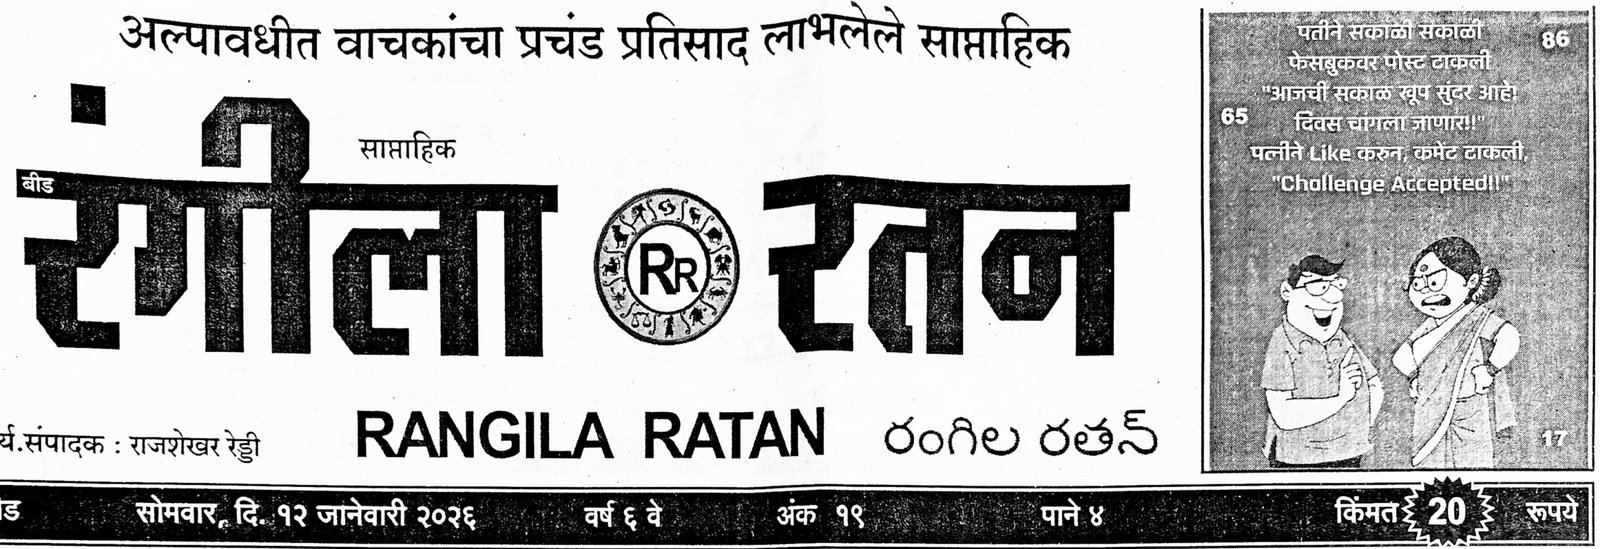 अल्पावधीत वाचकांचा प्रचंड प्रतिसाद लाभलेले साप्ताहिक
साप्ताहिक
बीड
रंगीला RR रतन
र्य.संपादक : राजशेखर रेड्डी
RANGILA RATAN
రంగీల రతన్
पतीने सकाळी सकाळी
86
फेसबुकवर पोस्ट टाकली
"आजची सकाळ खूप सुंदर आहे!
65
दिवस चांगला जाणार!!"
पत्नीने Like करुन, कमेंट टाकली,
"Challenge Accepted!!"
17
सोमवार, दि. १२ जानेवारी २०२६ वर्ष ६ वे अंक १९ पाने ४ किंमत 20 रूपये